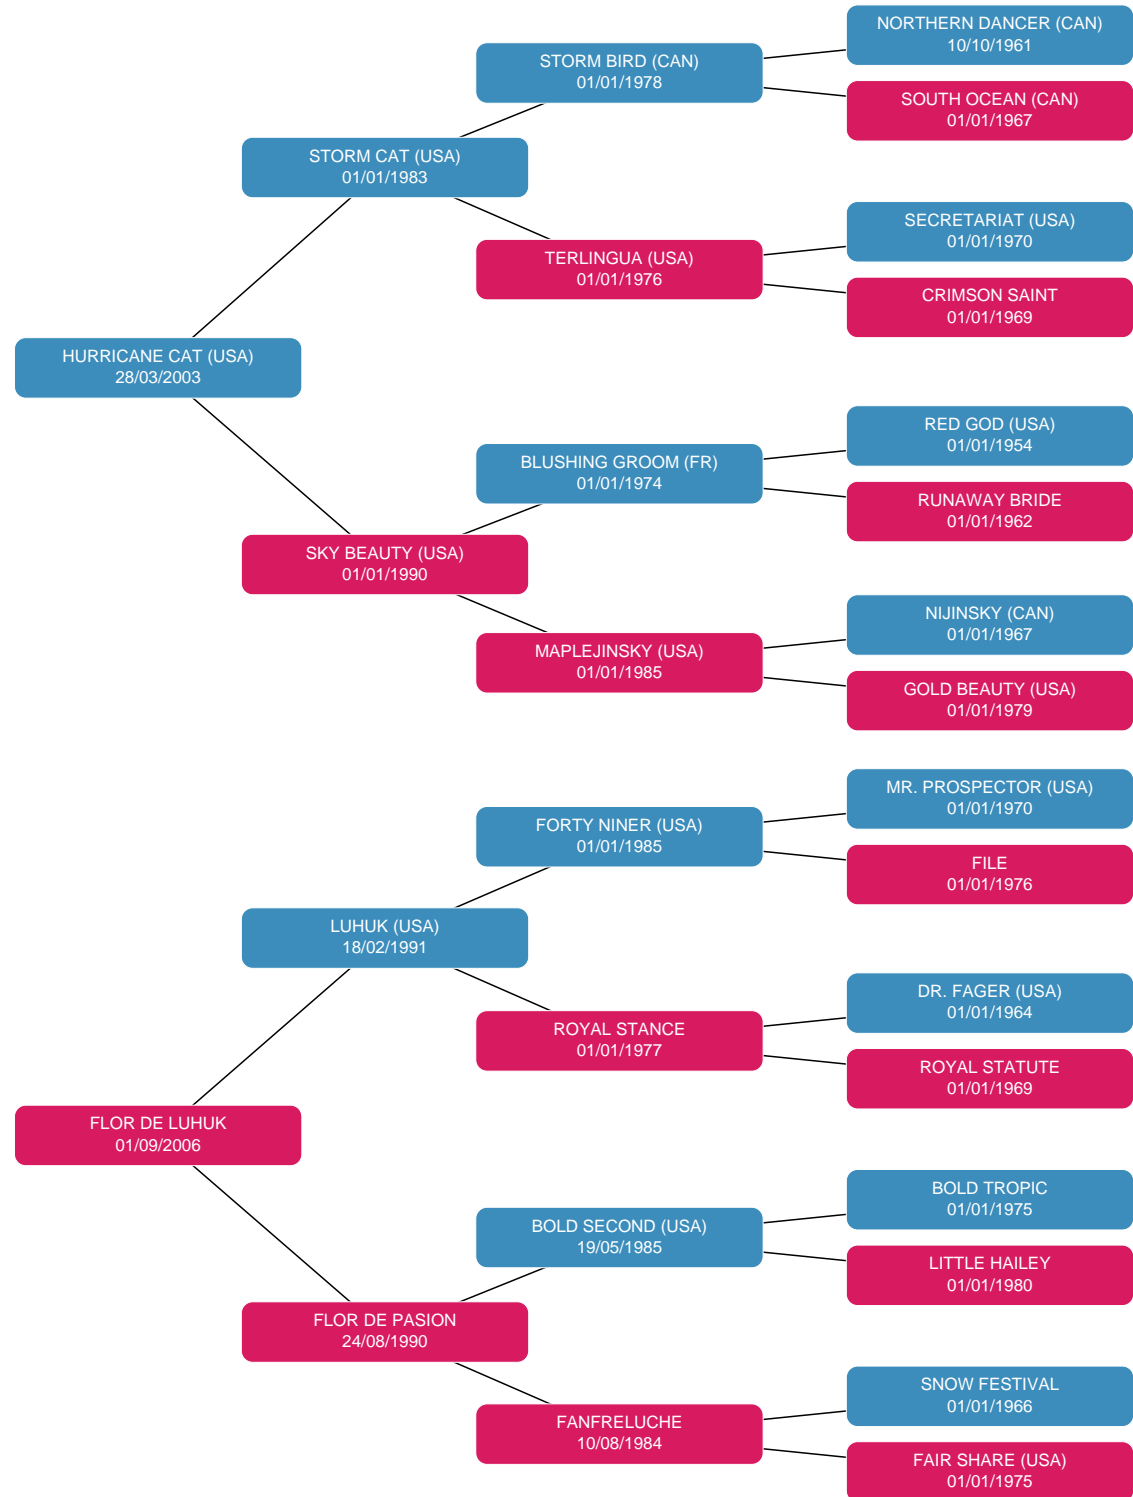 NORTHERN DANCER (CAN)
10/10/1961
STORM BIRD (CAN)
01/01/1978
SOUTH OCEAN (CAN)
01/01/1967
STORM CAT (USA)
01/01/1983
SECRETARIAT (USA)
01/01/1970
TERLINGUA (USA)
01/01/1976
CRIMSON SAINT
01/01/1969
HURRICANE CAT (USA)
28/03/2003
RED GOD (USA)
01/01/1954
BLUSHING GROOM (FR)
01/01/1974
RUNAWAY BRIDE
01/01/1962
SKY BEAUTY (USA)
01/01/1990
NIJINSKY (CAN)
01/01/1967
MAPLEJINSKY (USA)
01/01/1985
GOLD BEAUTY (USA)
01/01/1979
MR. PROSPECTOR (USA)
01/01/1970
FORTY NINER (USA)
01/01/1985
FILE
01/01/1976
LUHUK (USA)
18/02/1991
DR. FAGER (USA)
01/01/1964
ROYAL STANCE
01/01/1977
ROYAL STATUTE
01/01/1969
FLOR DE LUHUK
01/09/2006
BOLD TROPIC
01/01/1975
BOLD SECOND (USA)
19/05/1985
LITTLE HAILEY
01/01/1980
FLOR DE PASION
24/08/1990
SNOW FESTIVAL
01/01/1966
FANFRELUCHE
10/08/1984
FAIR SHARE (USA)
01/01/1975